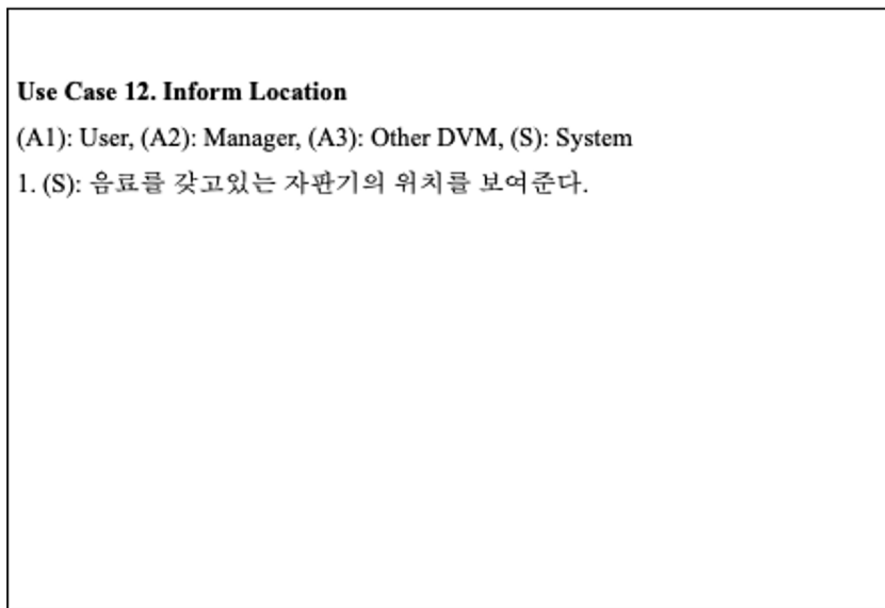 Use Case 12. Inform Location
(A1): User, (A2): Manager, (A3): Other DVM, (S): System
1. (S): 음료를 갖고있는 자판기의 위치를 보여준다.